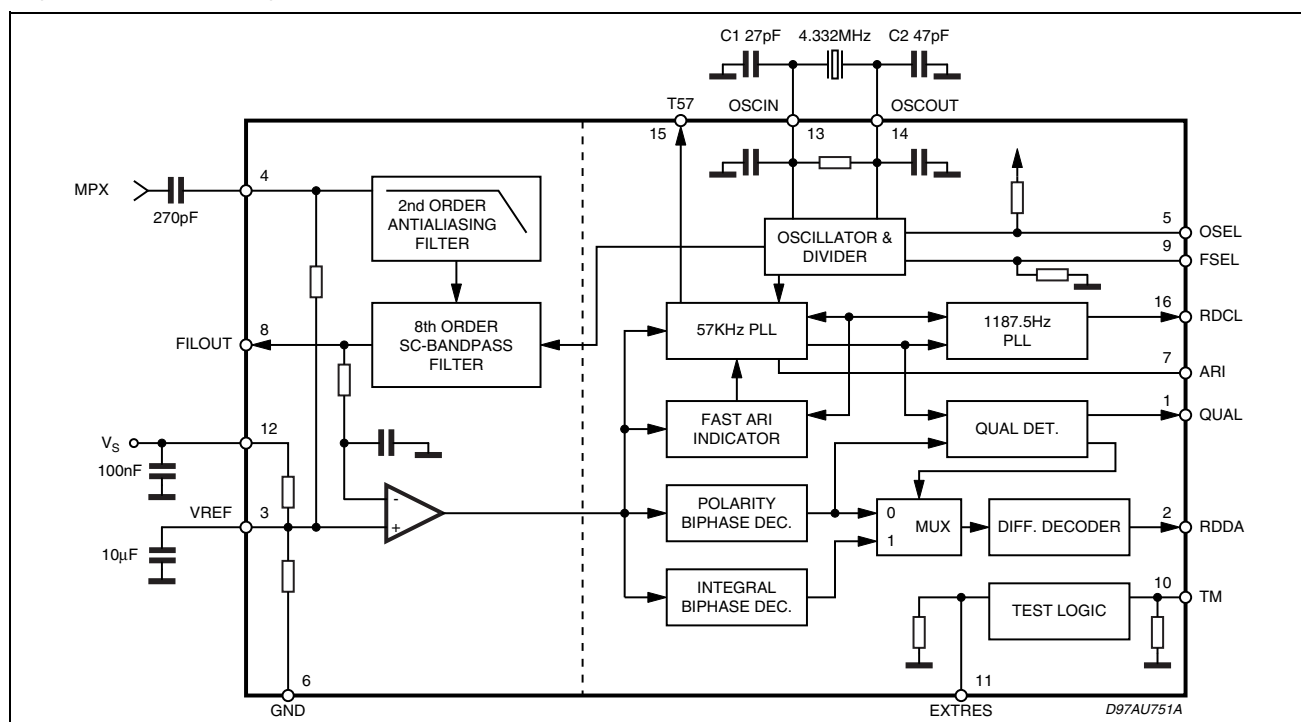 C1 27pF
4.332MHz
C2 47pF
T57
OSCIN
OSCOUT
15
13
14
MPX
270pF
4
2nd ORDER
ANTIALIASING
FILTER
OSCILLATOR &
DIVIDER
5
OSEL
9
FSEL
FILOUT
8
8th ORDER
SC-BANDPASS
FILTER
57KHz PLL
1187.5Hz
PLL
16
RDCL
7
ARI
FAST ARI
INDICATOR
QUAL DET.
1
QUAL
VS
12
100nF
VREF
3
-
+
10µF
POLARITY
BIPHASE DEC.
0
1
MUX
DIFF. DECODER
2
RDDA
INTEGRAL
BIPHASE DEC.
TEST LOGIC
10
TM
6
GND
11
EXTRES
D97AU751A